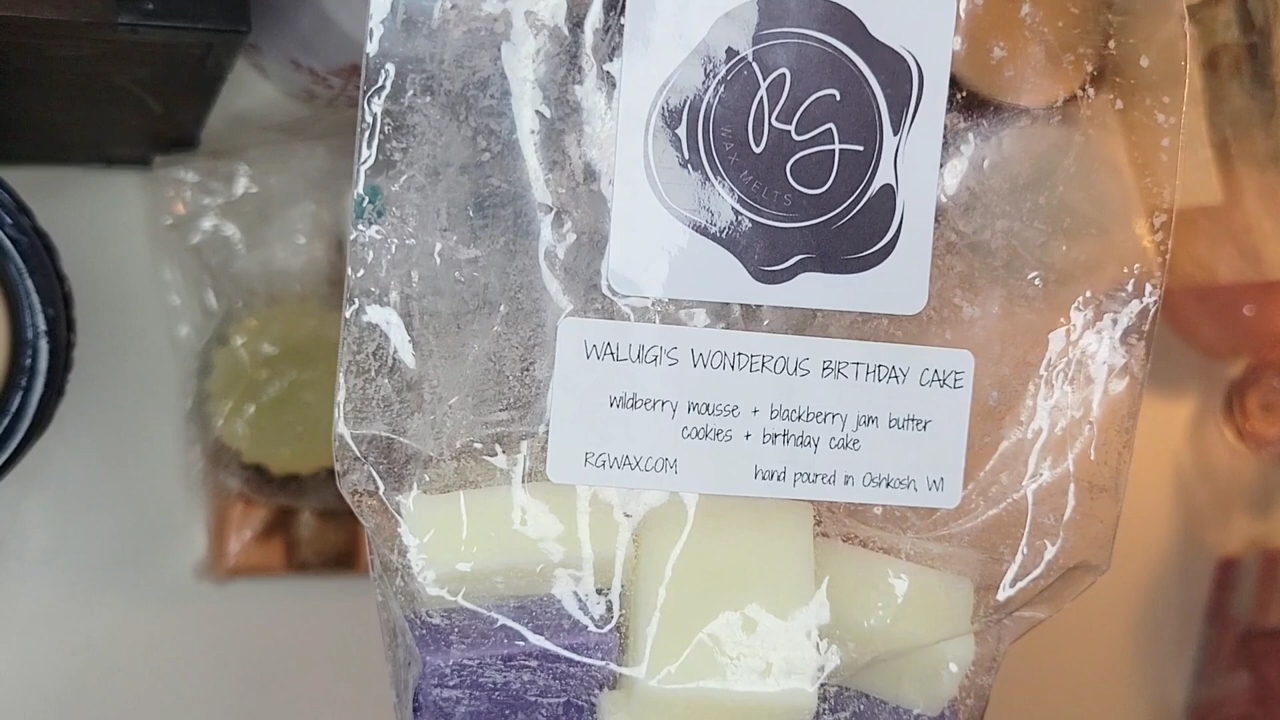 RG
WAX MELTS
WALUIGI'S WONDEROUS BIRTHDAY CAKE
wildberry mousse + blackberry jam butter
cookies + birthday cake
RGWAX.COM
hand poured in Oshkosh, WI